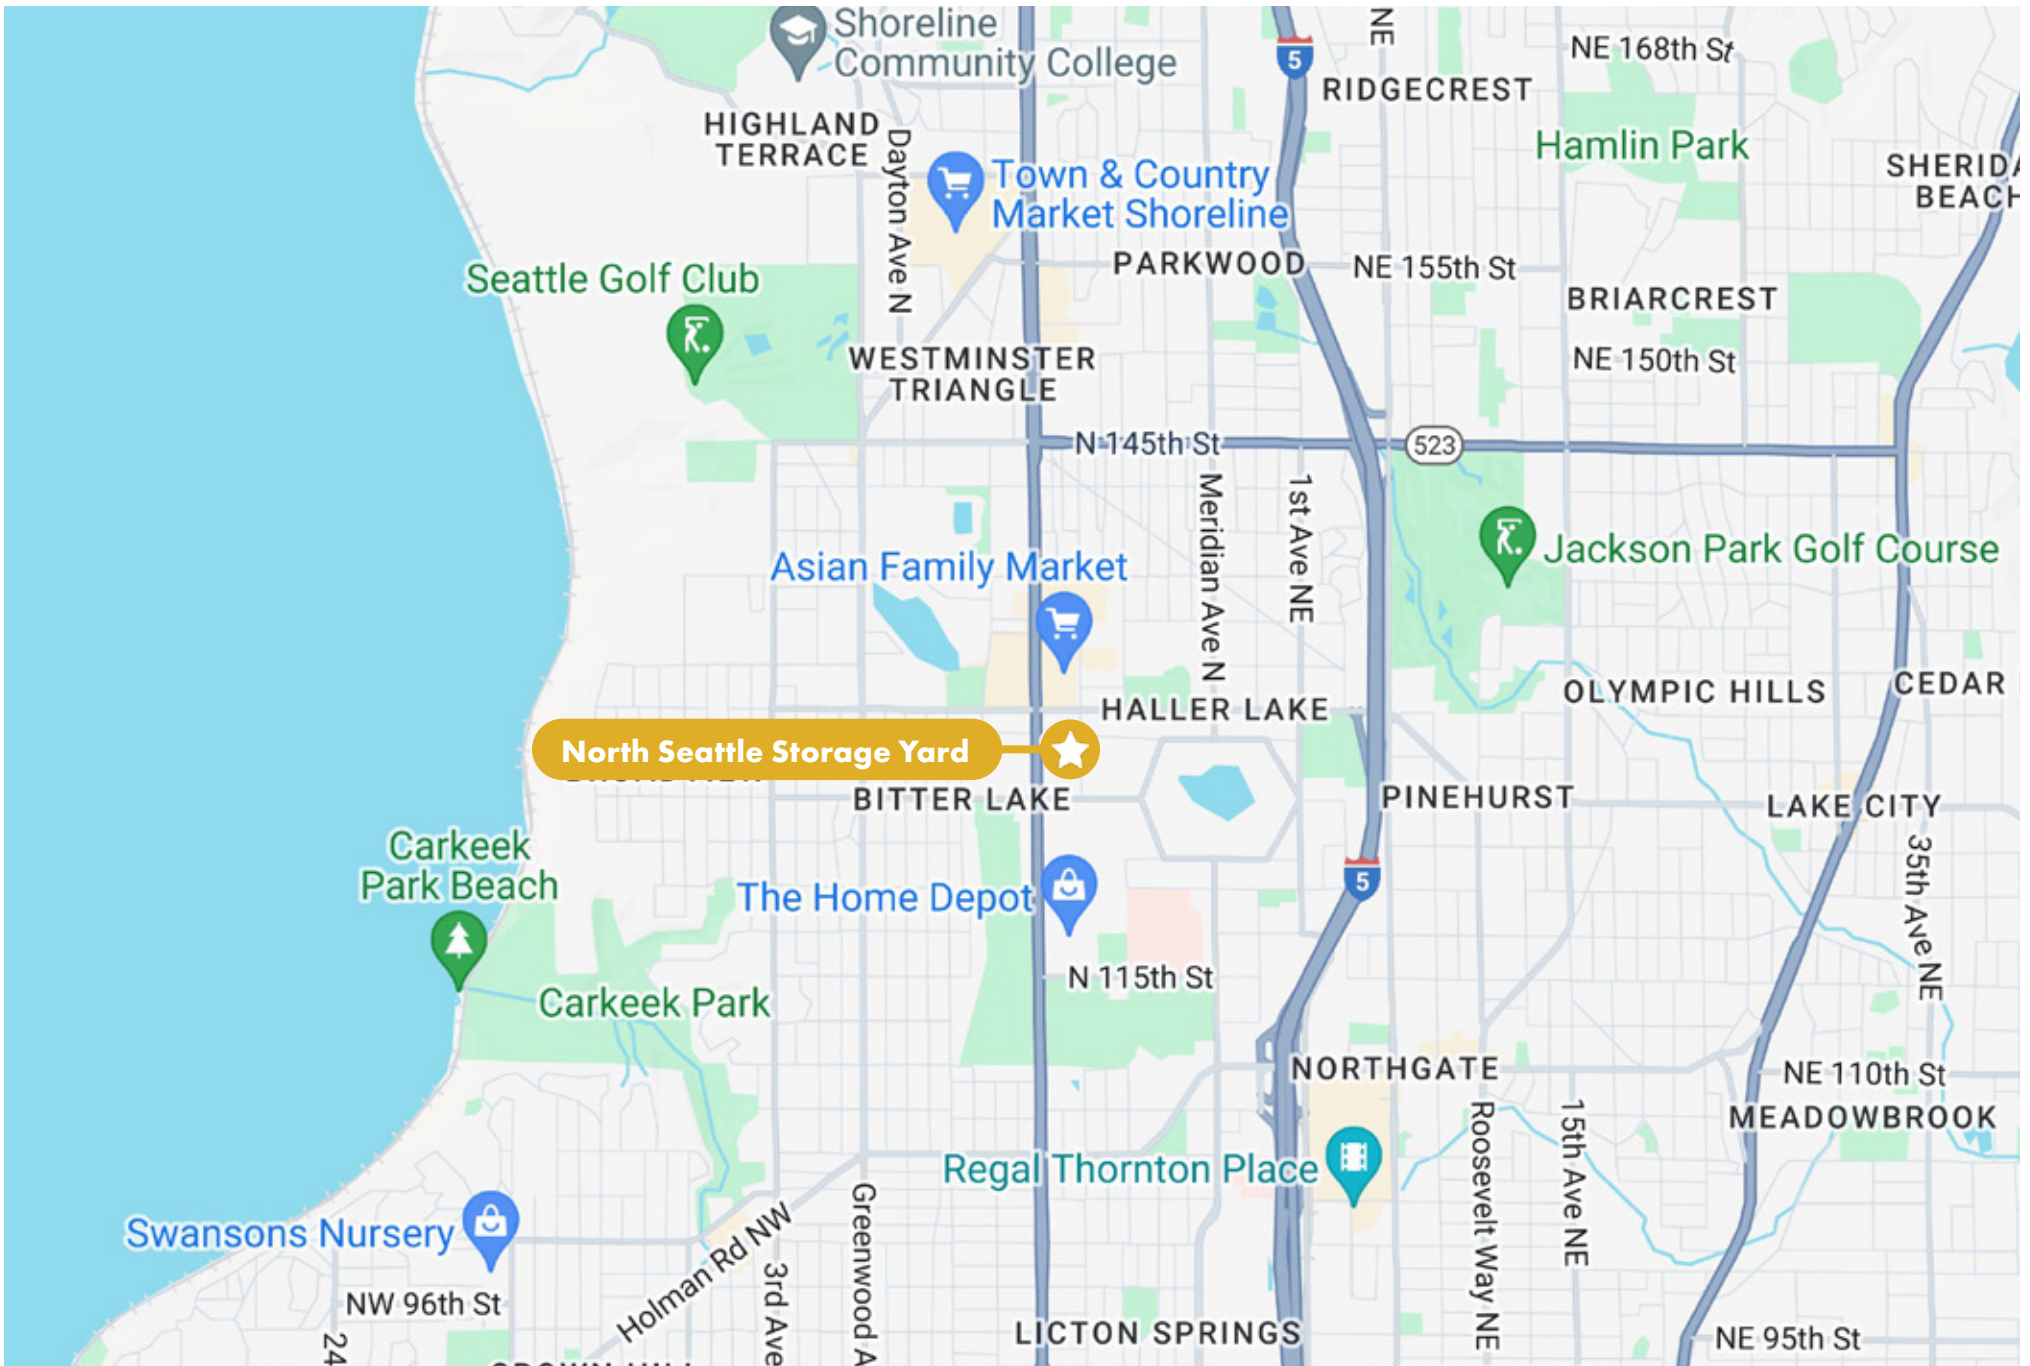 Shoreline
Community College
5
NE
NE 168th St
RIDGECREST
HIGHLAND
TERRACE
Dayton Ave N
Hamlin Park
Town & Country
Market Shoreline
SHERIDA
BEACH
PARKWOOD
NE 155th St
Seattle Golf Club
BRIARCREST
WESTMINSTER
TRIANGLE
NE 150th St
N 145th St
523
Meridian Ave N
1st Ave NE
Asian Family Market
Jackson Park Golf Course
OLYMPIC HILLS
CEDAR
HALLER LAKE
North Seattle Storage Yard
BITTER LAKE
PINEHURST
LAKE CITY
Carkeek
Park Beach
The Home Depot
5
35th Ave NE
N 115th St
Carkeek Park
NORTHGATE
NE 110th St
MEADOWBROOK
Roosevelt Way NE
15th Ave NE
Regal Thornton Place
Swansons Nursery
Holman Rd NW
3rd Ave
Greenwood A
NW 96th St
24
LICTON SPRINGS
NE 95th St